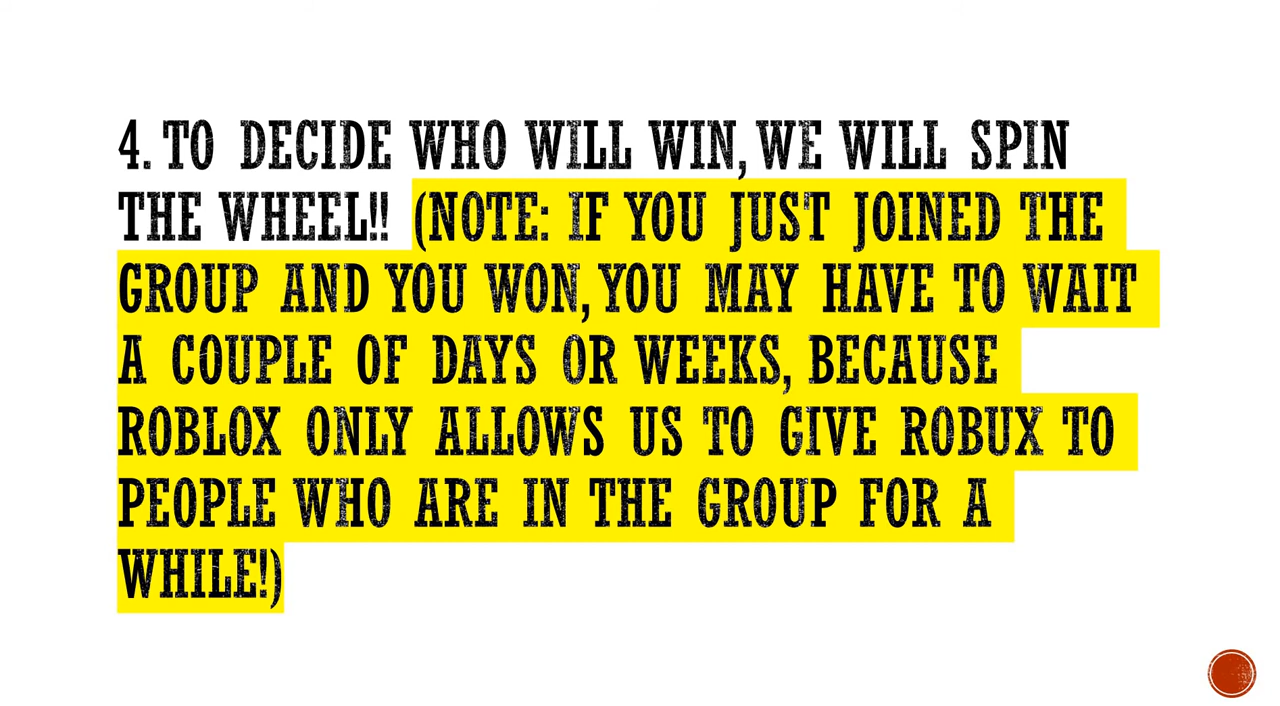 4. TO DECIDE WHO WILL WIN, WE WILL SPIN
THE WHEEL!! (NOTE: IF YOU JUST JOINED THE
GROUP AND YOU WON, YOU MAY HAVE TO WAIT
A COUPLE OF DAYS OR WEEKS, BECAUSE
ROBLOX ONLY ALLOWS US TO GIVE ROBUX TO
PEOPLE WHO ARE IN THE GROUP FOR A
WHILE!)